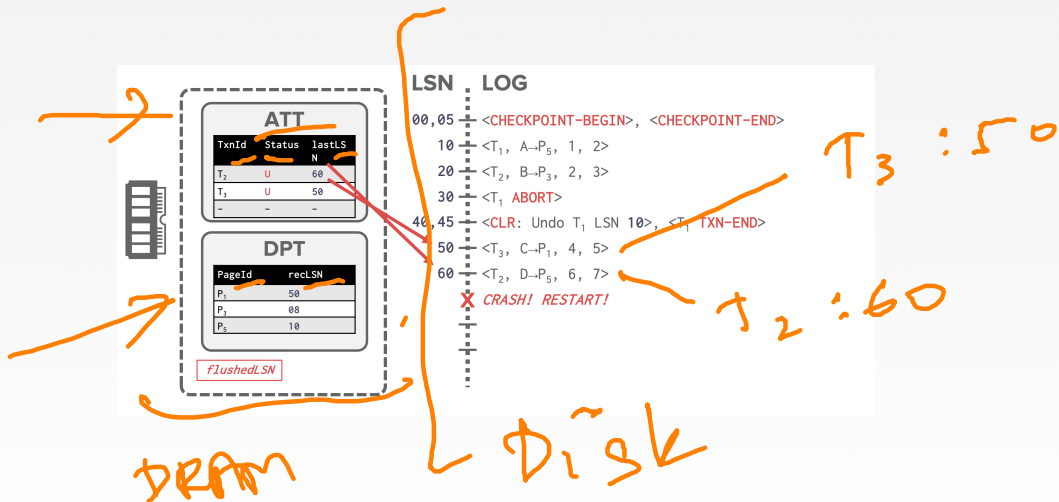 ATT
TxnId Status lastLS
N
T₂ U 60
T₃ U 50
- - -
DPT
PageId recLSN
P₁ 50
P₃ 08
P₅ 10
flushedLSN
DRAM
LSN LOG
00,05 <CHECKPOINT-BEGIN>, <CHECKPOINT-END>
10 <T₁, A→P₅, 1, 2>
20 <T₂, B→P₃, 2, 3>
30 <T₁ ABORT>
40,45 <CLR: Undo T₁ LSN 10>, <T₁ TXN-END>
50 <T₃, C→P₁, 4, 5>
60 <T₂, D→P₅, 6, 7>
X CRASH! RESTART!
T₃ : 50
T₂ : 60
Disk